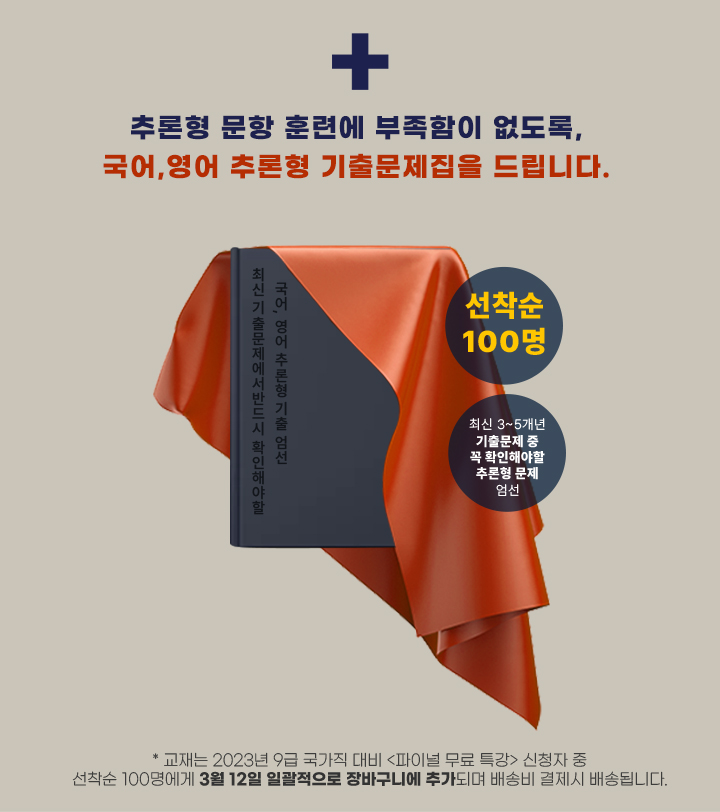 추론형 문항 훈련에 부족함이 없도록,
국어,영어 추론형 기출문제집을 드립니다.
최신 기출문제에서 반드시 확인해야할
국어, 영어 추론형 기출 엄선
선착순
100명
최신 3~5개년
기출문제 중
꼭 확인해야할
추론형 문제
엄선
* 교재는 2023년 9급 국가직 대비 <파이널 무료 특강> 신청자 중
선착순 100명에게 3월 12일 일괄적으로 장바구니에 추가되며 배송비 결제시 배송됩니다.